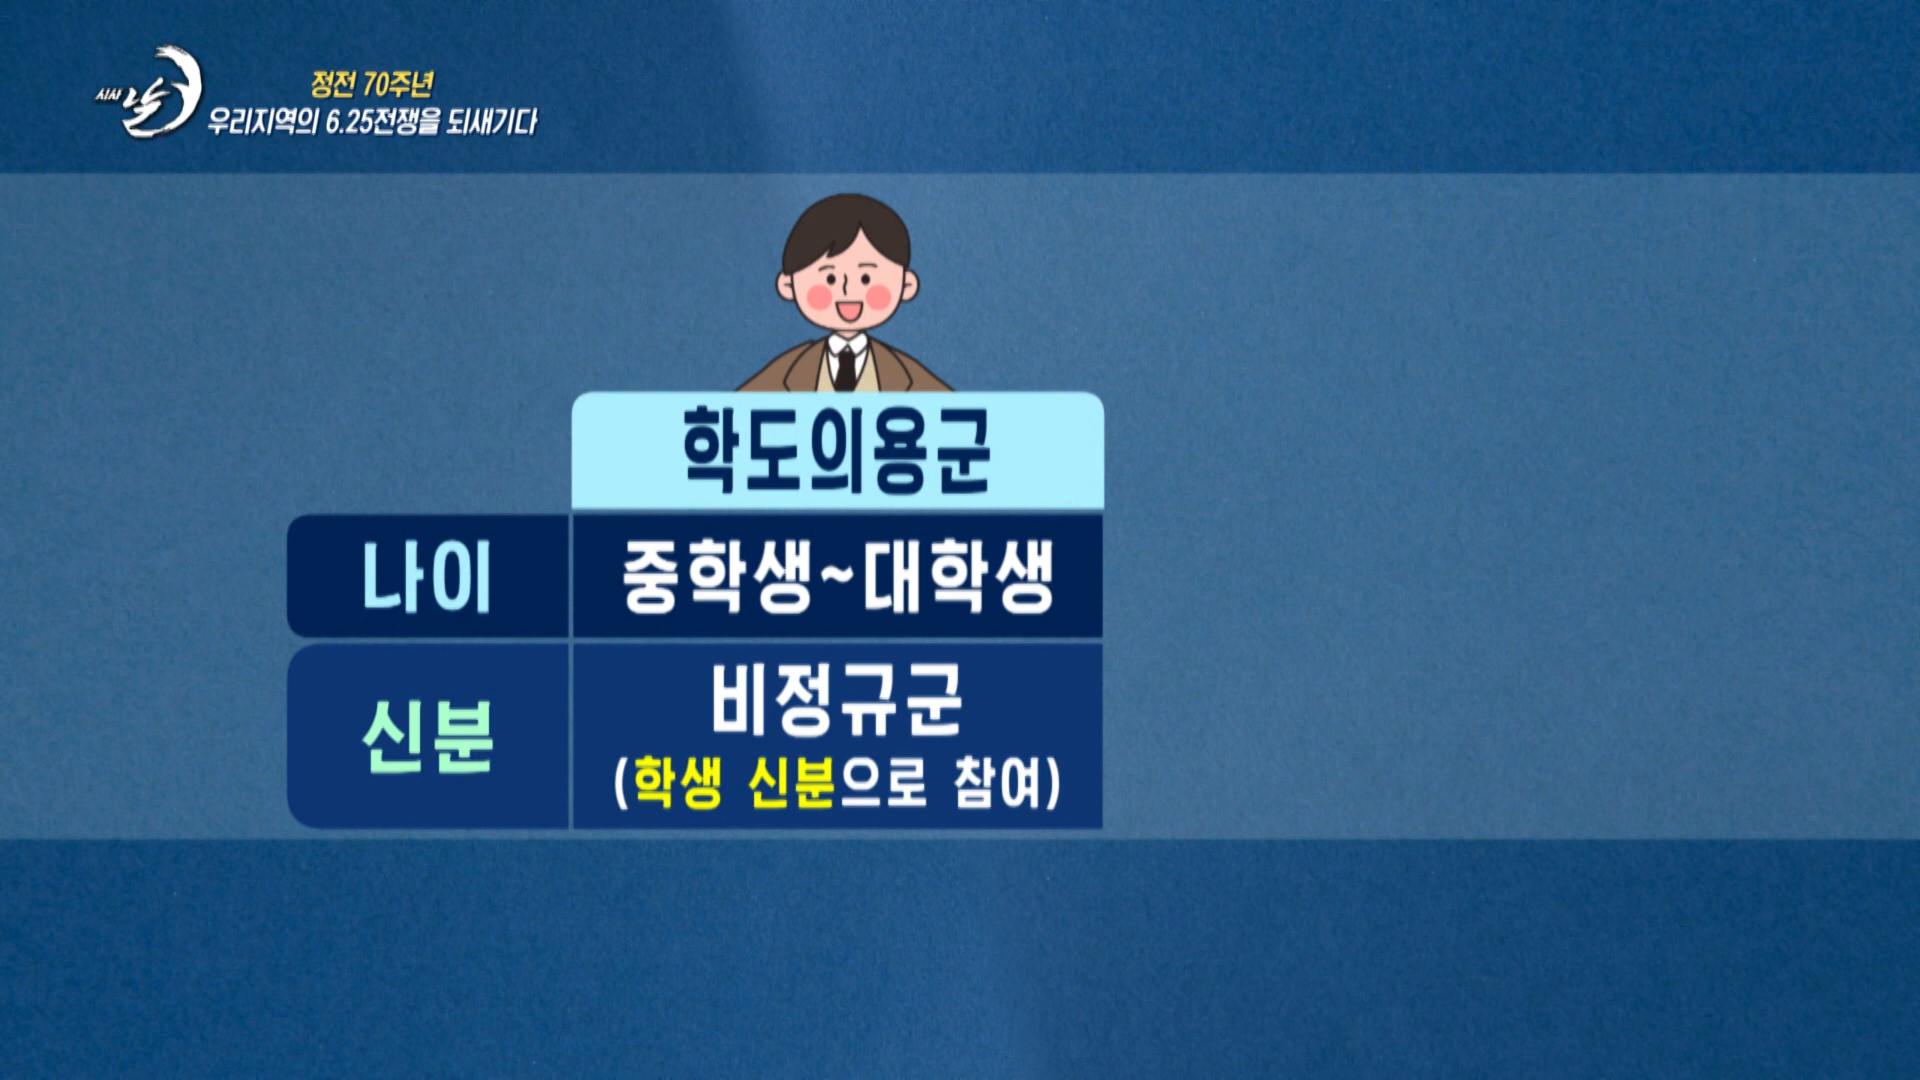 시사 날
정전 70주년
우리지역의 6.25전쟁을 되새기다
학도의용군
나이
중학생~대학생
신분
비정규군
(학생 신분으로 참여)